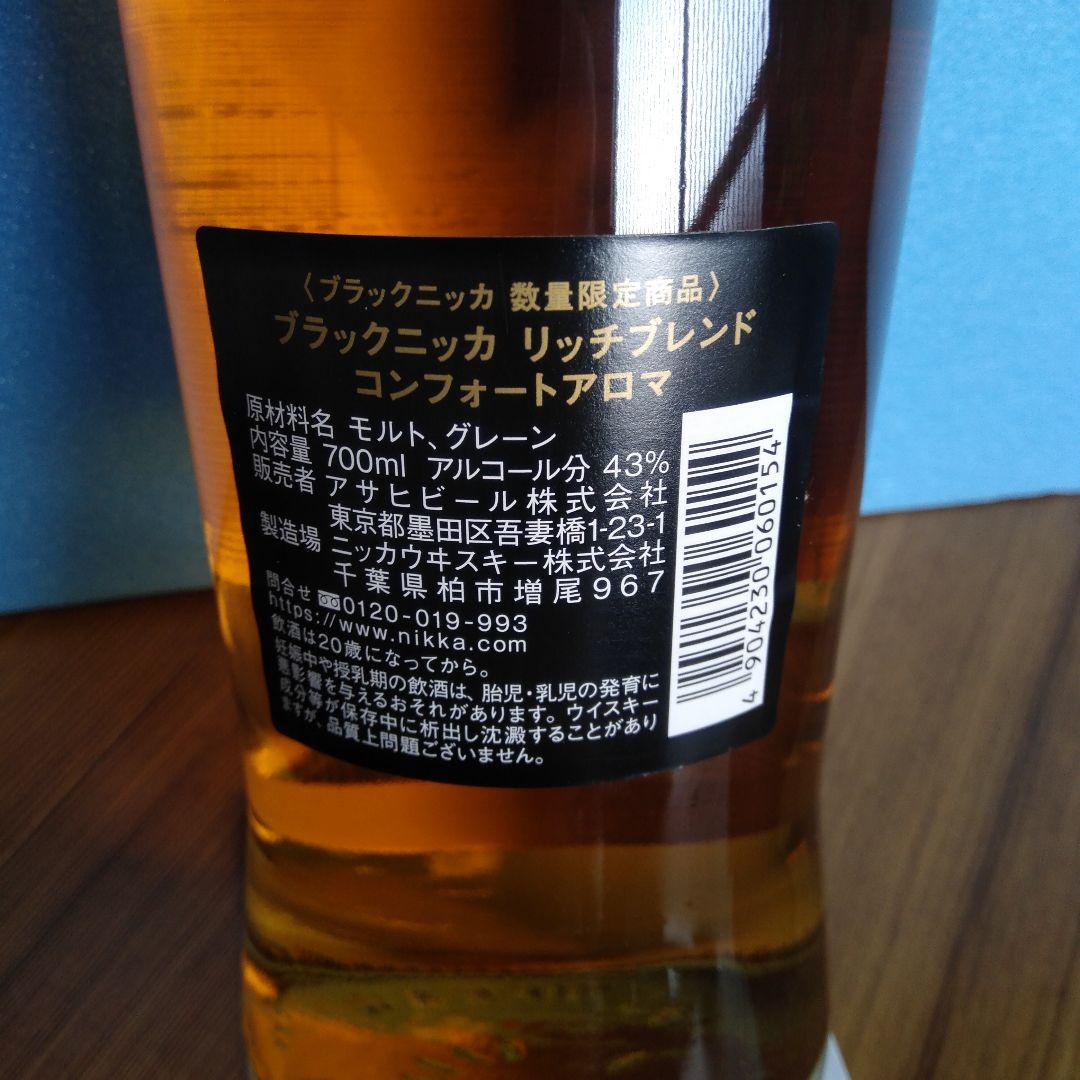 〈ブラックニッカ 数量限定商品〉
ブラックニッカ リッチブレンド
コンフォートアロマ
原材料名 モルト、グレーン
内容量 700ml アルコール分 43%
販売者 アサヒビール株式会社
東京都墨田区吾妻橋1-23-1
製造場 ニッカウヰスキー株式会社
千葉県柏市増尾967
問合せ 0120-019-993
https://www.nikka.com
飲酒は20歳になってから。
妊娠中や授乳期の飲酒は、胎児・乳児の発育に
悪影響を与えるおそれがあります。ウイスキー
成分等が保存中に析出し沈澱することがあり
ますが、品質上問題ございません。
4 904230 060154